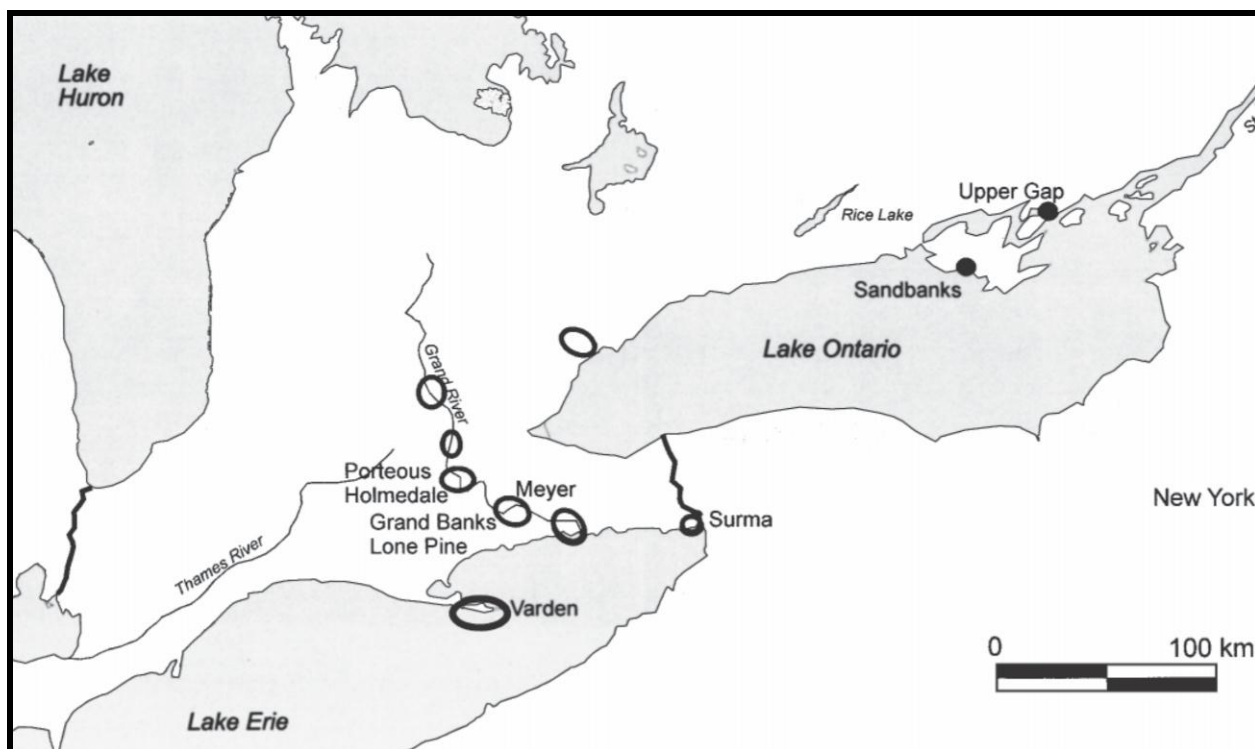 Lake
Huron
Upper Gap
Rice Lake
Sandbanks
Lake Ontario
Grand River
Porteous
Holmedale
Meyer
Grand Banks
Lone Pine
Surma
New York
Thames River
Varden
0 100 km
Lake Erie